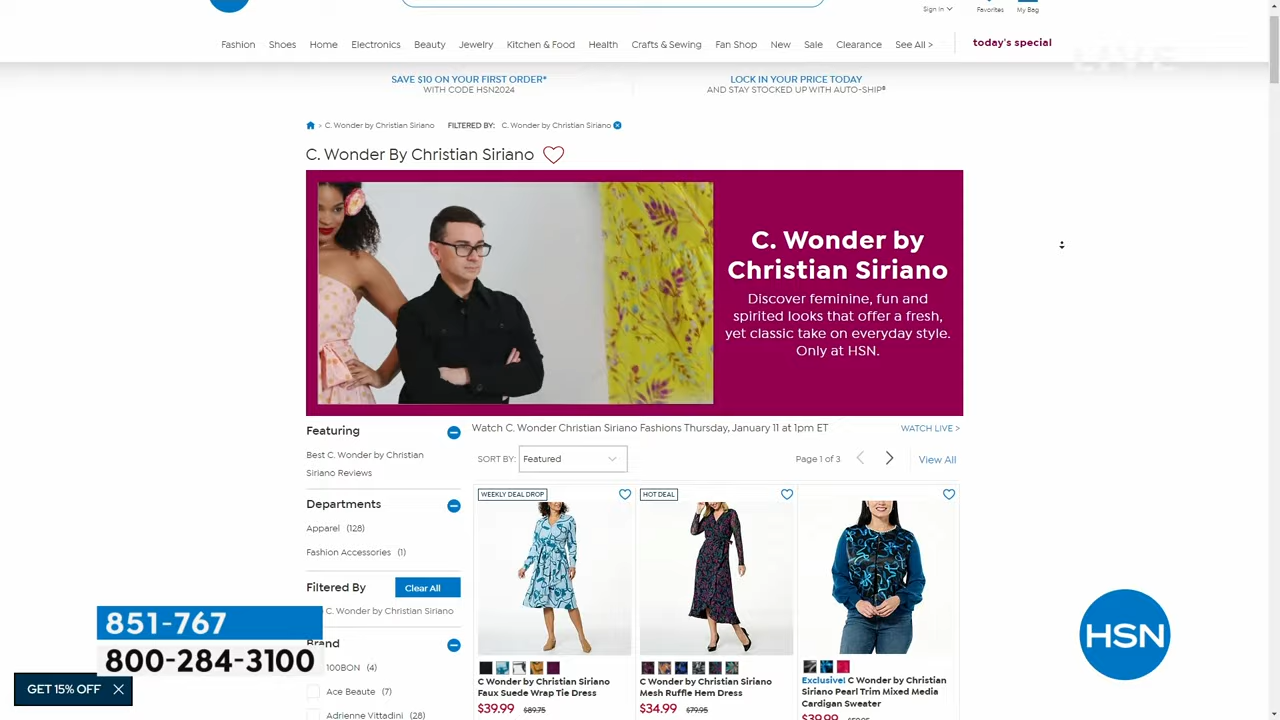 Sign In
Favorites
My Bag
Fashion
Shoes
Home
Electronics
Beauty
Jewelry
Kitchen & Food
Health
Crafts & Sewing
Fan Shop
New
Sale
Clearance
See All >
today's special
LIVE
SAVE $10 ON YOUR FIRST ORDER*
WITH CODE HSN2024
LOCK IN YOUR PRICE TODAY
AND STAY STOCKED UP WITH AUTO-SHIP®
> C. Wonder by Christian Siriano
FILTERED BY: C. Wonder by Christian Siriano
C. Wonder By Christian Siriano
C. Wonder by
Christian Siriano
Discover feminine, fun and
spirited looks that offer a fresh,
yet classic take on everyday style.
Only at HSN.
Featuring
Best C. Wonder by Christian
Siriano Reviews
Departments
Apparel (128)
Fashion Accessories (1)
Filtered By
Clear All
C. Wonder by Christian Siriano
Brand
100BON (4)
Ace Beaute (7)
Adrienne Vittadini (28)
Watch C. Wonder Christian Siriano Fashions Thursday, January 11 at 1pm ET
WATCH LIVE >
SORT BY: Featured
Page 1 of 3
View All
WEEKLY DEAL DROP
C Wonder by Christian Siriano
Faux Suede Wrap Tie Dress
$39.99 $89.75
HOT DEAL
C Wonder by Christian Siriano
Mesh Ruffle Hem Dress
$34.99 $79.95
Exclusive! C Wonder by Christian
Siriano Pearl Trim Mixed Media
Cardigan Sweater
$39.99
851-767
800-284-3100
GET 15% OFF
HSN